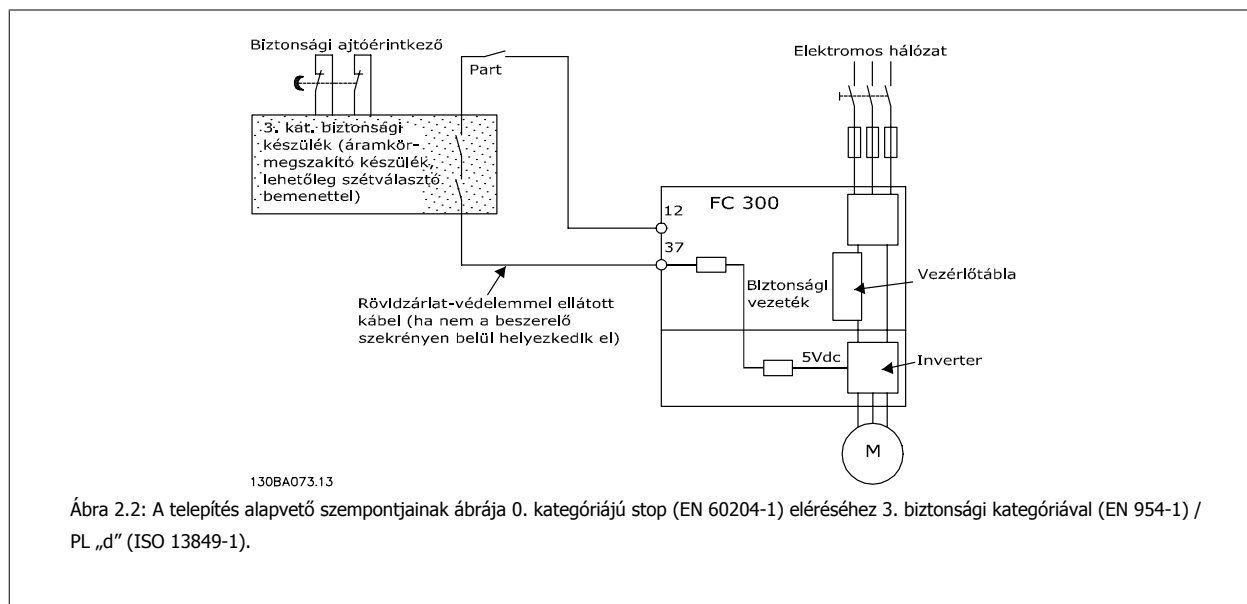 Biztonsági ajtóérintkező
Part
Elektromos hálózat
3. kat. biztonsági
készülék (áramkör-
megszakító készülék,
lehetőleg szétválasztó
bemenettel)
12
FC 300
37
Biztonsági
vezeték
Vezérlőtábla
Rövidzárlat-védelemmel ellátott
kábel (ha nem a beszerelő
szekrényen belül helyezkedik el)
5Vdc
Inverter
M
130BA073.13
Ábra 2.2: A telepítés alapvető szempontjainak ábrája 0. kategóriájú stop (EN 60204-1) eléréséhez 3. biztonsági kategóriával (EN 954-1) /
PL „d” (ISO 13849-1).